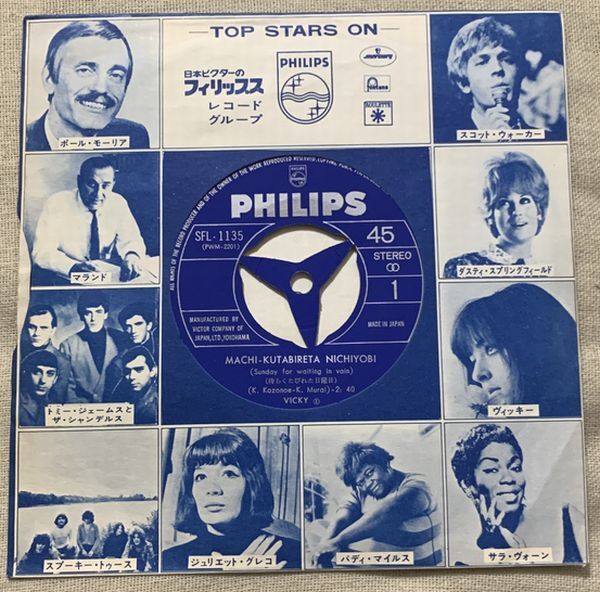 TOP STARS ON
日本ビクターの
フィリップス
レコード
グループ
PHILIPS
PHILIPS
mercury
fontana
ROULETTE
ポール・モーリア
スコット・ウォーカー
マランド
ダスティ・スプリングフィールド
トミー・ジェームスと
ザ・シャンデルス
ヴィッキー
スプーキー・トゥース
ジュリエット・グレコ
バディ・マイルス
サラ・ヴォーン
ALL RIGHTS OF THE RECORD PRODUCER AND OF THE OWNER OF THE WORK REPRODUCED RESERVED. COPYING, PUBLIC
PHILIPS
PHILIPS
SFL-1135
(PWM-2201)
45
STEREO
1
MANUFACTURED BY
VICTOR COMPANY OF
JAPAN, LTD., YOKOHAMA
MADE IN JAPAN
MACHI-KUTABIRETA NICHIYOBI
(Sunday for waiting in vain)
(待ちくたびれた日曜日)
(K. Kazonoe-K. Murai)-2:40
VICKY ①